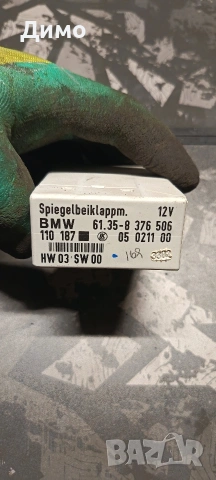 Димо
Spiegelbeiklappm. 12V
BMW 61.35-8 376 506
110 187 05 0211 00
HW 03 SW 00 168 3302
BAZAR